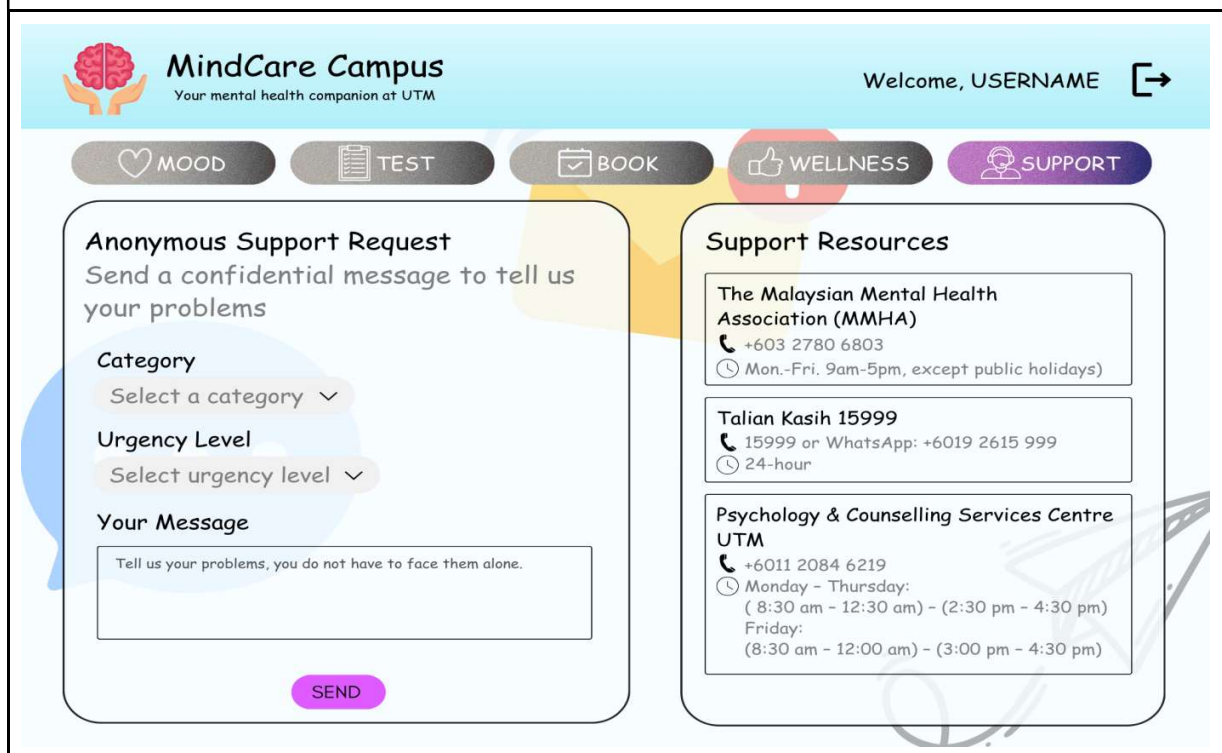 MindCare Campus
Your mental health companion at UTM
Welcome, USERNAME
MOOD
TEST
BOOK
WELLNESS
SUPPORT
Anonymous Support Request
Send a confidential message to tell us
your problems
Category
Select a category
Urgency Level
Select urgency level
Your Message
Tell us your problems, you do not have to face them alone.
SEND
Support Resources
The Malaysian Mental Health
Association (MMHA)
+603 2780 6803
Mon.-Fri. 9am-5pm, except public holidays)
Talian Kasih 15999
15999 or WhatsApp: +6019 2615 999
24-hour
Psychology & Counselling Services Centre
UTM
+6011 2084 6219
Monday – Thursday:
( 8:30 am – 12:30 am) – (2:30 pm – 4:30 pm)
Friday:
(8:30 am – 12:00 am) – (3:00 pm – 4:30 pm)